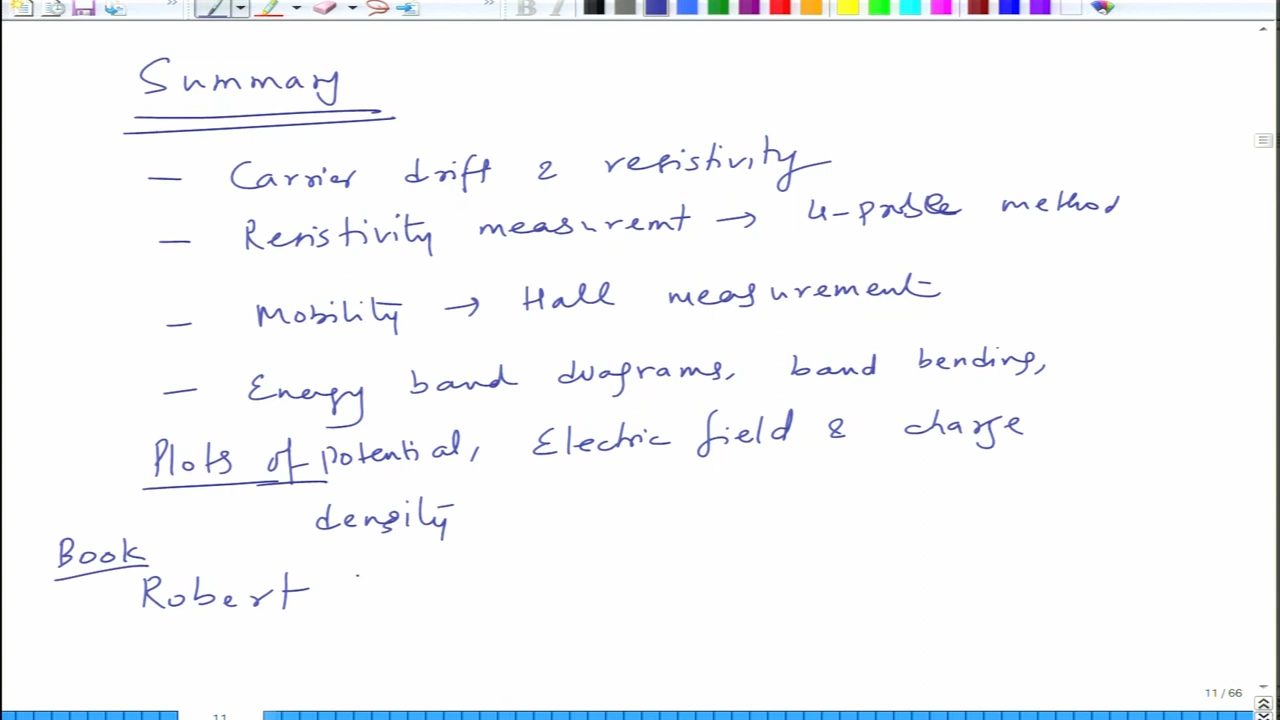 Summary
— Carrier drift & resistivity
— Resistivity measuremt → 4-probe method
— Mobility → Hall measurement
— Energy band diagrams, band bending,
Plots of potential, Electric field & charge
density
Book
Robert
11 / 66
11